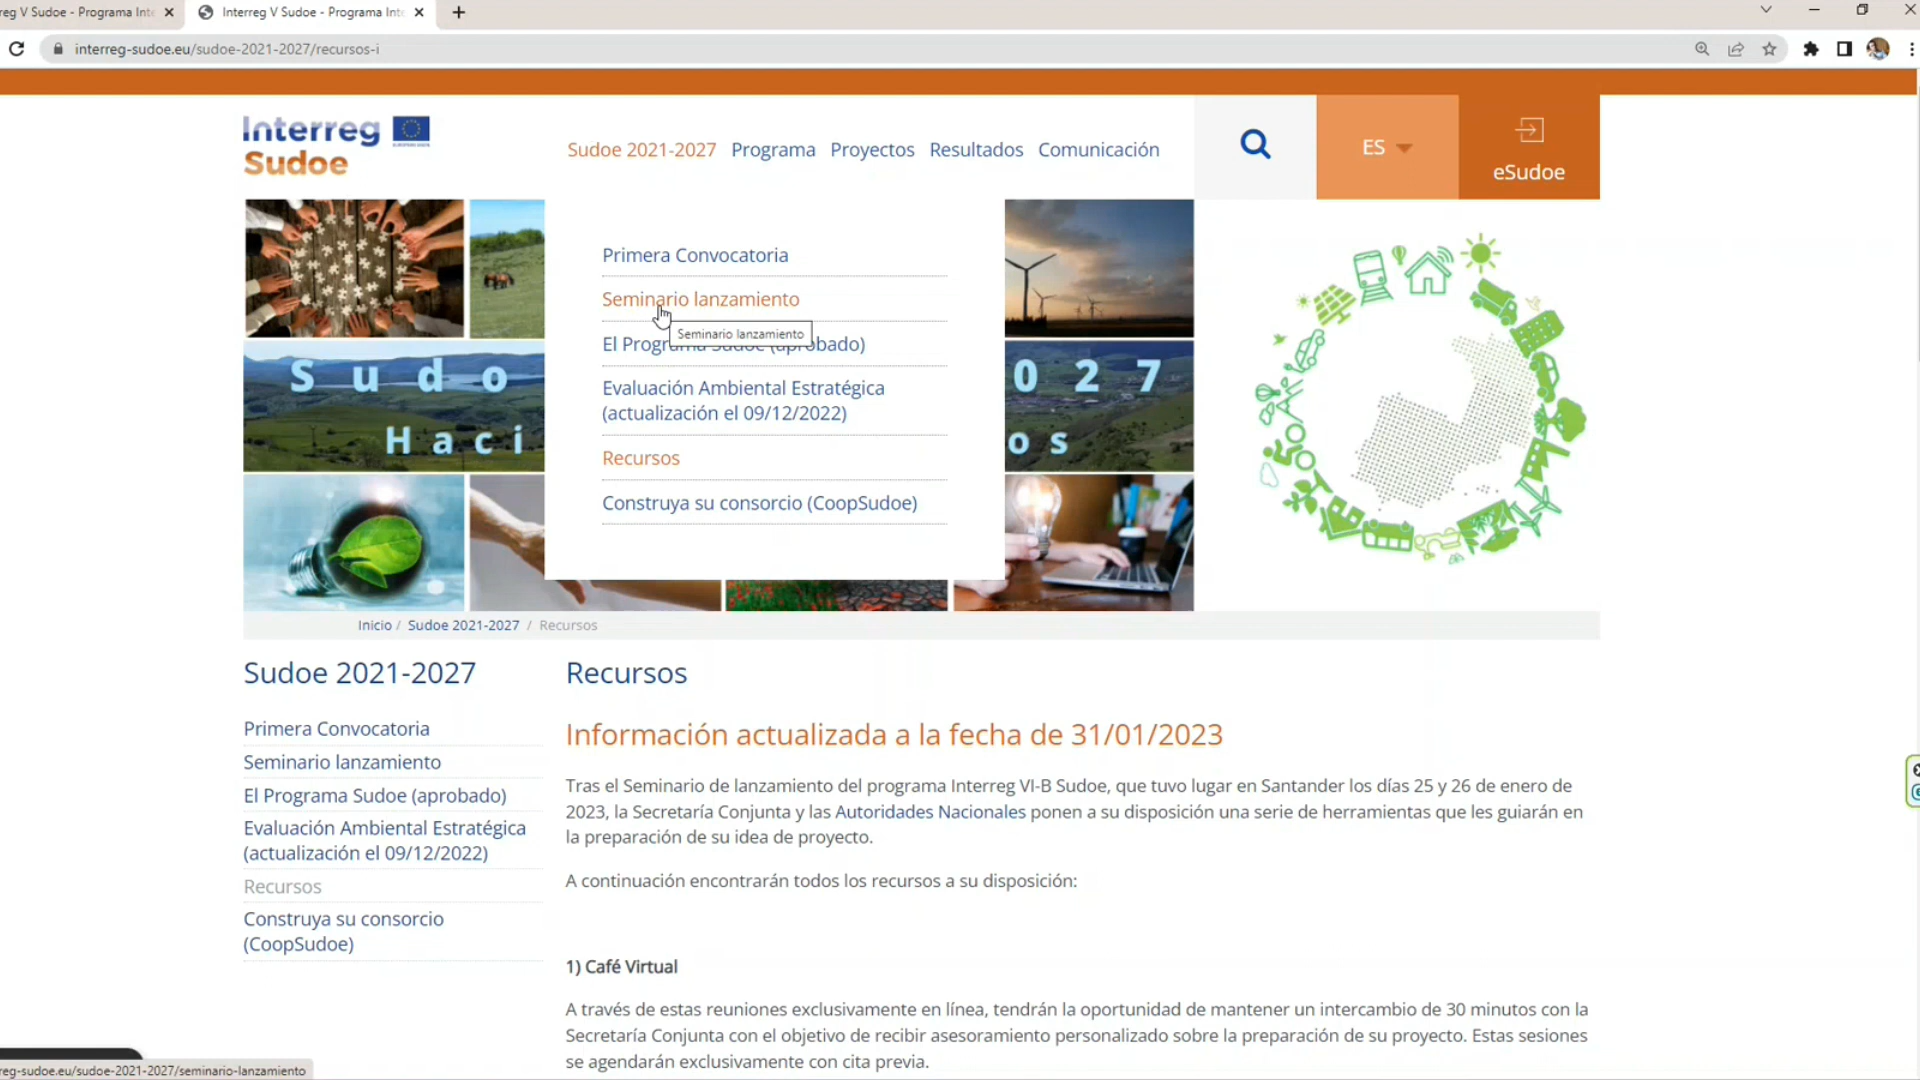 reg V Sudoe - Programa Int
Interreg V Sudoe - Programa Int
interreg-sudoe.eu/sudoe-2021-2027/recursos-i
Interreg
Sudoe
Sudoe 2021-2027 Programa Proyectos Resultados Comunicación
ES
eSudoe
Primera Convocatoria
Seminario lanzamiento
Seminario lanzamiento
El Programa Sudoe (aprobado)
Evaluación Ambiental Estratégica
(actualización el 09/12/2022)
Recursos
Construya su consorcio (CoopSudoe)
Sudo
027
Haci
os
Inicio / Sudoe 2021-2027 / Recursos
Sudoe 2021-2027
Primera Convocatoria
Seminario lanzamiento
El Programa Sudoe (aprobado)
Evaluación Ambiental Estratégica
(actualización el 09/12/2022)
Recursos
Construya su consorcio
(CoopSudoe)
Recursos
Información actualizada a la fecha de 31/01/2023
Tras el Seminario de lanzamiento del programa Interreg VI-B Sudoe, que tuvo lugar en Santander los días 25 y 26 de enero de
2023, la Secretaría Conjunta y las Autoridades Nacionales ponen a su disposición una serie de herramientas que les guiarán en
la preparación de su idea de proyecto.
A continuación encontrarán todos los recursos a su disposición:
1) Café Virtual
A través de estas reuniones exclusivamente en línea, tendrán la oportunidad de mantener un intercambio de 30 minutos con la
Secretaría Conjunta con el objetivo de recibir asesoramiento personalizado sobre la preparación de su proyecto. Estas sesiones
se agendarán exclusivamente con cita previa.
reg-sudoe.eu/sudoe-2021-2027/seminario-lanzamiento